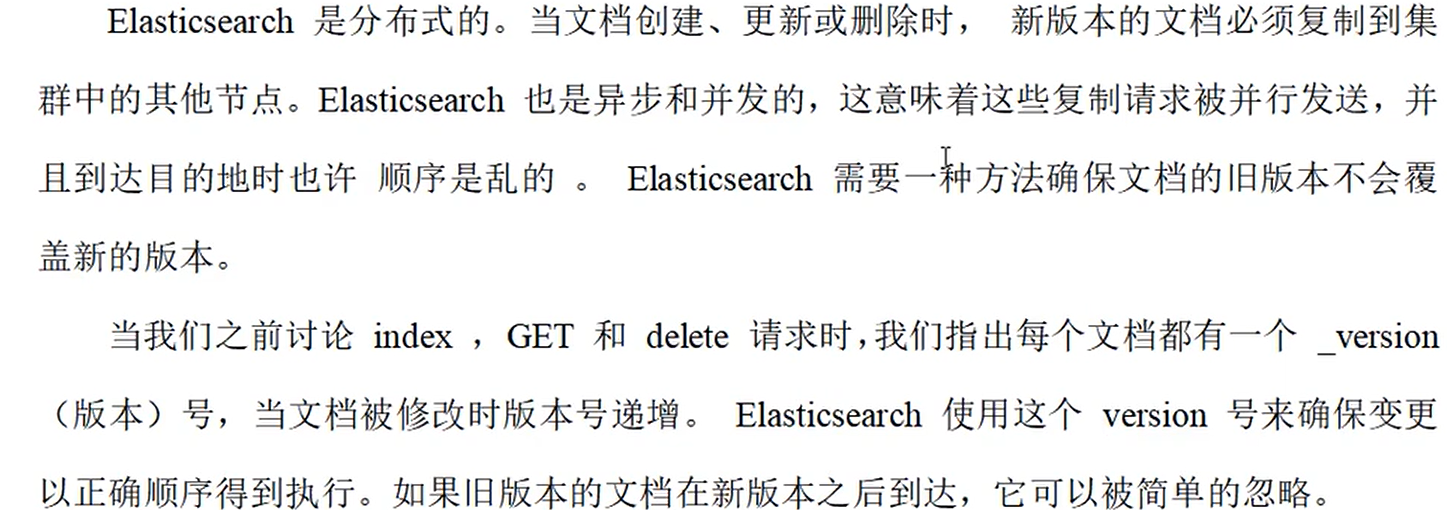 Elasticsearch 是分布式的。当文档创建、更新或删除时， 新版本的文档必须复制到集
群中的其他节点。Elasticsearch 也是异步和并发的，这意味着这些复制请求被并行发送，并
且到达目的地时也许 顺序是乱的 。 Elasticsearch 需要一种方法确保文档的旧版本不会覆
盖新的版本。
当我们之前讨论 index ，GET 和 delete 请求时，我们指出每个文档都有一个 _version
（版本）号，当文档被修改时版本号递增。 Elasticsearch 使用这个 version 号来确保变更
以正确顺序得到执行。如果旧版本的文档在新版本之后到达，它可以被简单的忽略。